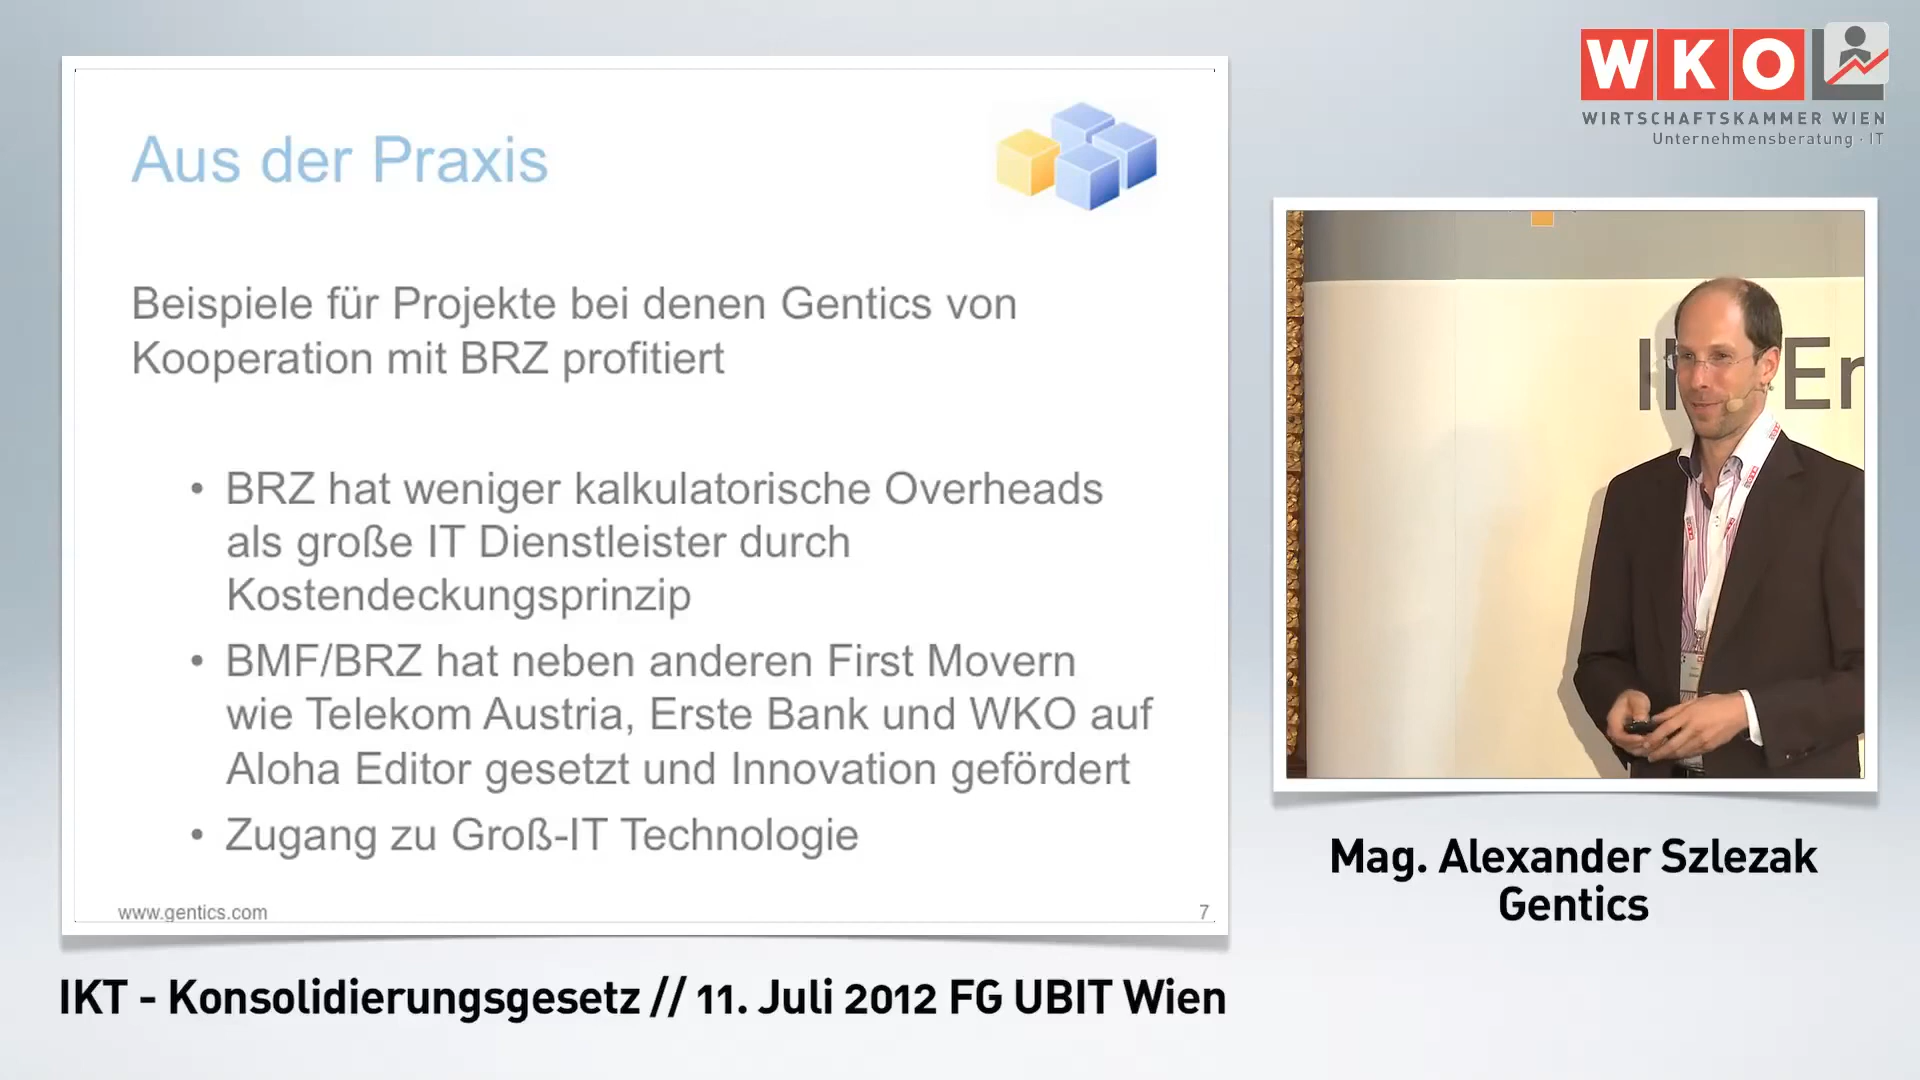 Aus der Praxis
Beispiele für Projekte bei denen Gentics von
Kooperation mit BRZ profitiert
• BRZ hat weniger kalkulatorische Overheads
als große IT Dienstleister durch
Kostendeckungsprinzip
• BMF/BRZ hat neben anderen First Movern
wie Telekom Austria, Erste Bank und WKO auf
Aloha Editor gesetzt und Innovation gefördert
• Zugang zu Groß-IT Technologie
www.gentics.com
7
WKO
WIRTSCHAFTSKAMMER WIEN
Unternehmensberatung · IT
Mag. Alexander Szlezak
Gentics
IKT - Konsolidierungsgesetz // 11. Juli 2012 FG UBIT Wien